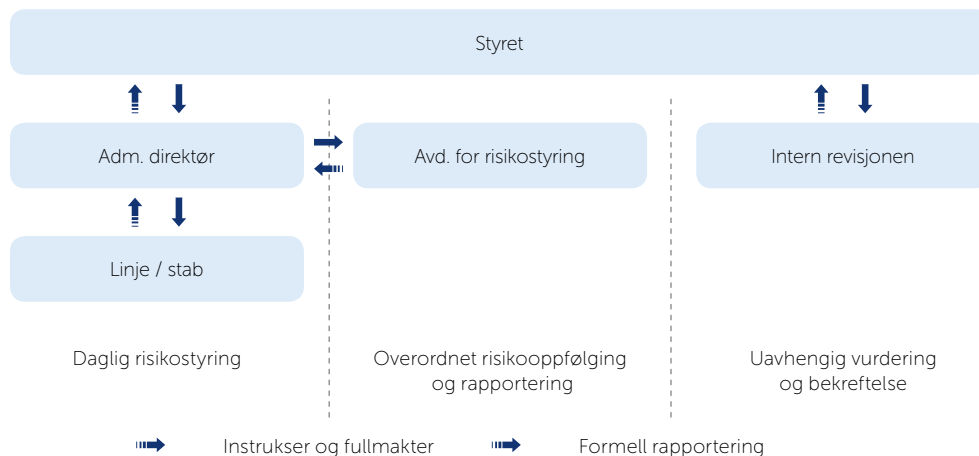 Styret
Adm. direktør
Avd. for risikostyring
Intern revisjonen
Linje / stab
Daglig risikostyring
Overordnet risikooppfølging
og rapportering
Uavhengig vurdering
og bekreftelse
Instrukser og fullmakter
Formell rapportering